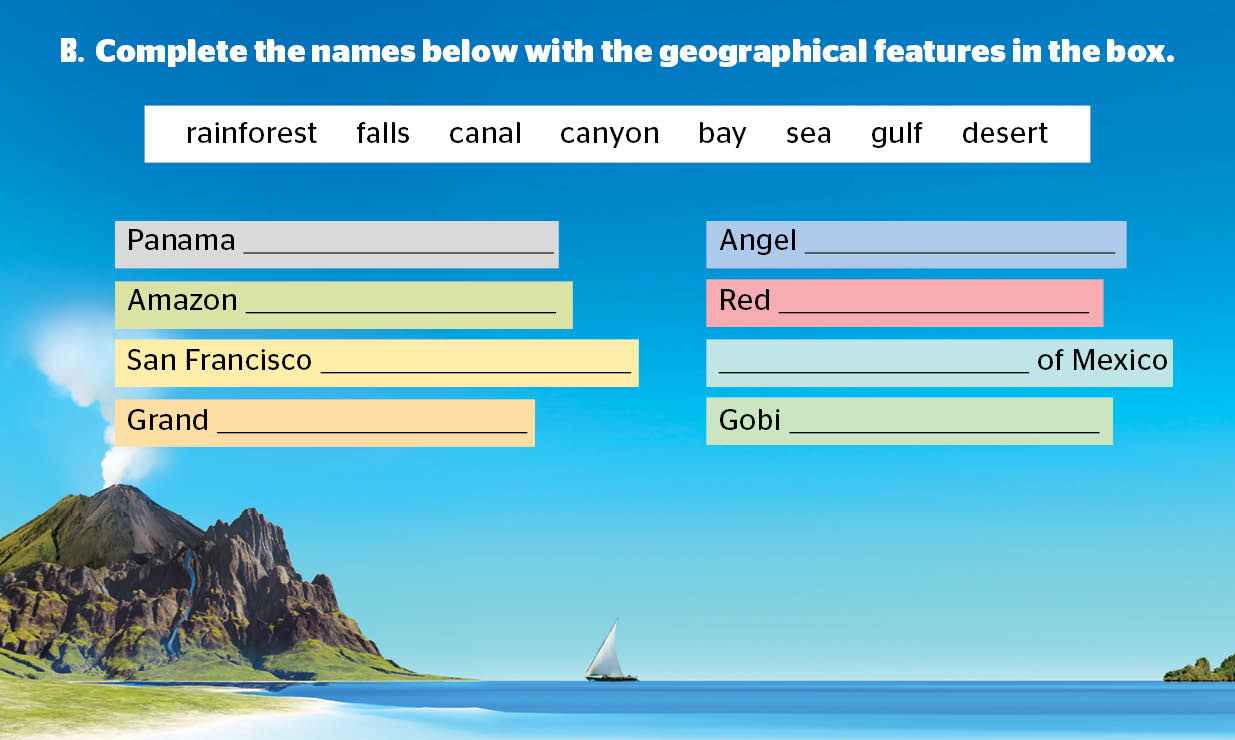 B. Complete the names below with the geographical features in the box.
rainforest falls canal canyon bay sea gulf desert
Panama ____________________
Amazon ____________________
San Francisco ____________________
Grand ____________________
Angel ____________________
Red ____________________
____________________ of Mexico
Gobi ____________________